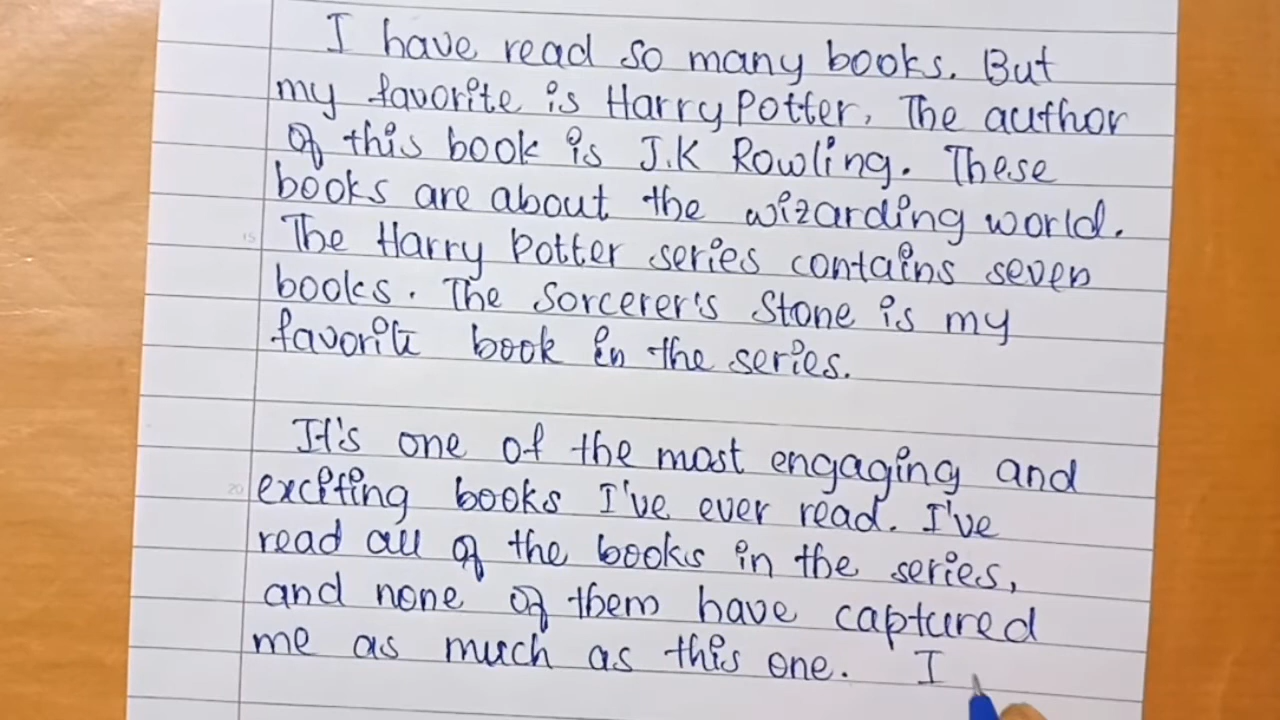 I have read so many books. But
my favorite is Harry Potter. The author
of this book is J.K Rowling. These
books are about the wizarding world.
The Harry Potter series contains seven
books. The Sorcerer's Stone is my
favorite book in the series.
It's one of the most engaging and
exciting books I've ever read. I've
read all of the books in the series,
and none of them have captured
me as much as this one. I
15
20